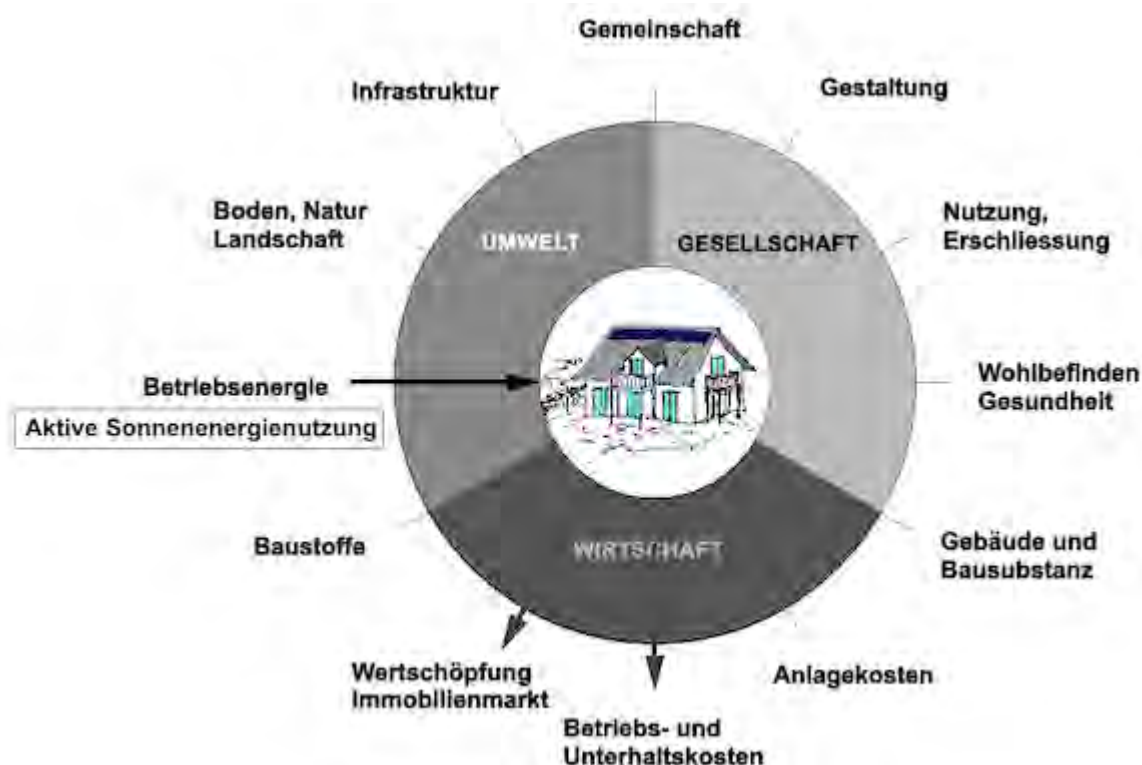 Gemeinschaft
Infrastruktur
Gestaltung
Boden, Natur
Landschaft
UMWELT
GESELLSCHAFT
Nutzung,
Erschliessung
Betriebsenergie
Aktive Sonnenenergienutzung
Wohlbefinden
Gesundheit
Baustoffe
WIRTSCHAFT
Gebäude und
Bausubstanz
Wertschöpfung
Immobilienmarkt
Anlagekosten
Betriebs- und
Unterhaltskosten